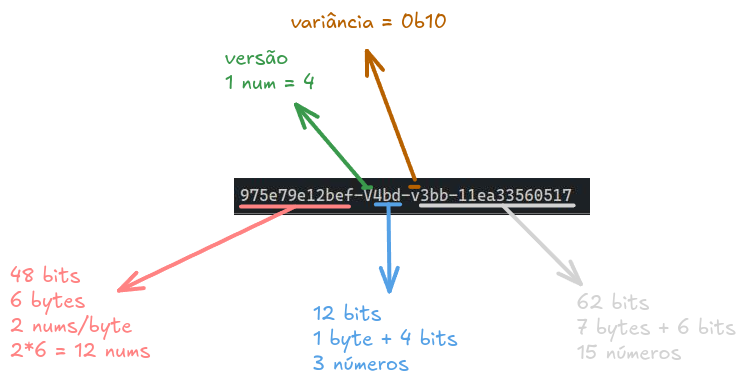 variância = 0b10
versão
1 num = 4
975e79e12bef-V4bd-v3bb-11ea33560517
48 bits
6 bytes
2 nums/byte
2*6 = 12 nums
12 bits
1 byte + 4 bits
3 números
62 bits
7 bytes + 6 bits
15 números